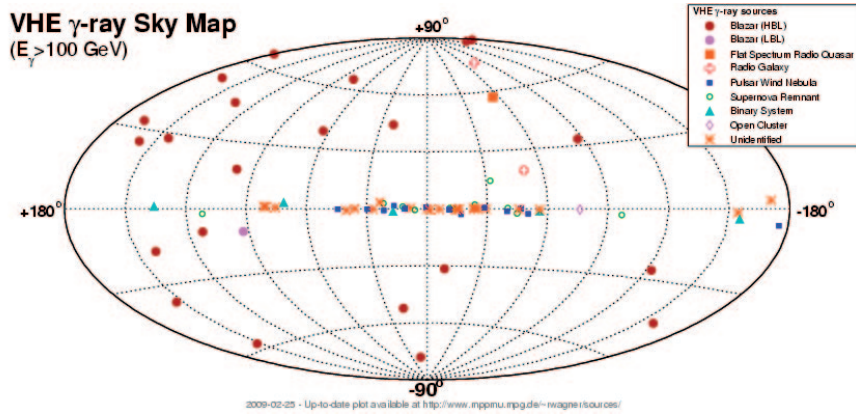 VHE γ-ray Sky Map
(Eγ>100 GeV)
+90°
VHE γ-ray sources
Blazar (HBL)
Blazar (LBL)
Flat Spectrum Radio Quasar
Radio Galaxy
Pulsar Wind Nebula
Supernova Remnant
Binary System
Open Cluster
Unidentified
+180°
-180°
-90°
2009-02-25 - Up-to-date plot available at http://www.mppmu.mpg.de/~rwagner/sources/